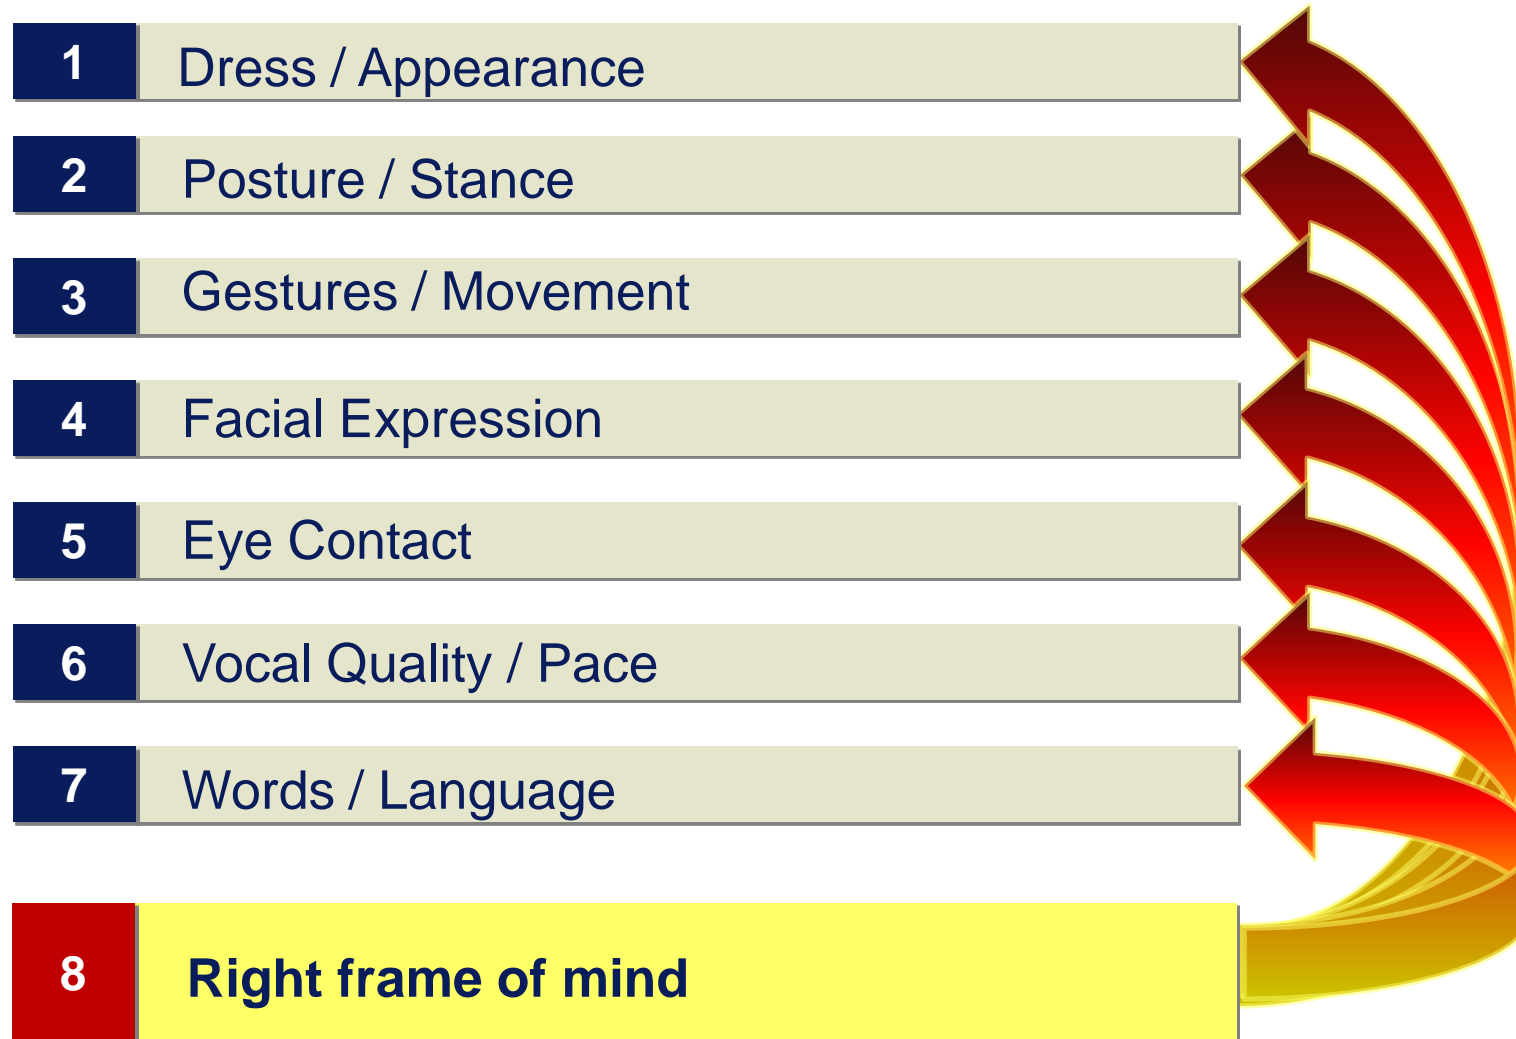 1 Dress / Appearance
2 Posture / Stance
3 Gestures / Movement
4 Facial Expression
5 Eye Contact
6 Vocal Quality / Pace
7 Words / Language
8 Right frame of mind